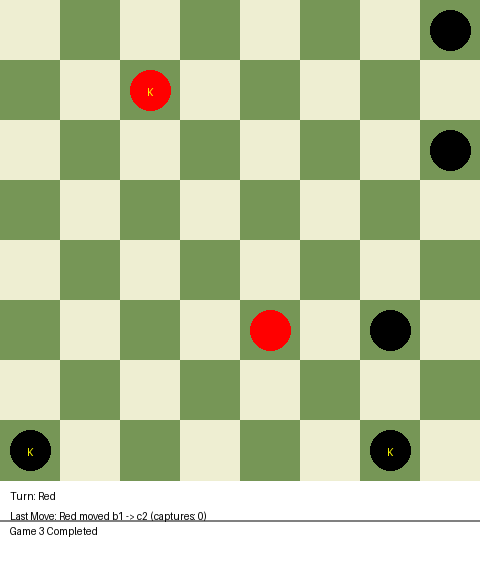 K
K K
Turn: Red
Last Move: Red moved b1 -> c2 (captures: 0)
Game 3 Completed